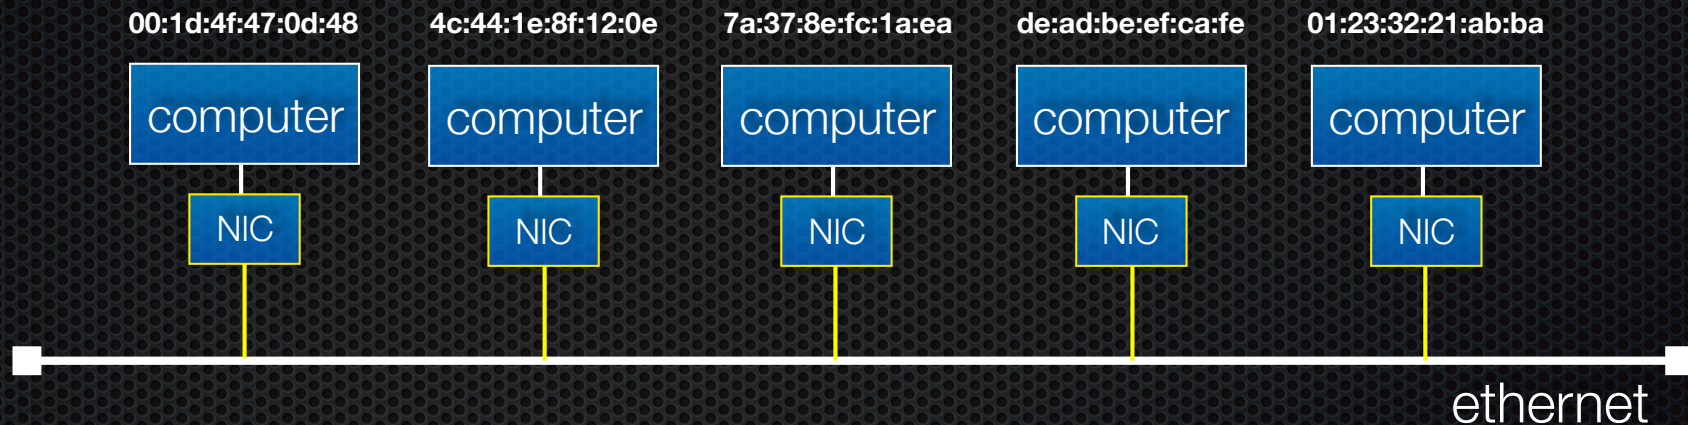 00:1d:4f:47:0d:48 4c:44:1e:8f:12:0e 7a:37:8e:fc:1a:ea de:ad:be:ef:ca:fe 01:23:32:21:ab:ba
computer computer computer computer computer
NIC NIC NIC NIC NIC
ethernet